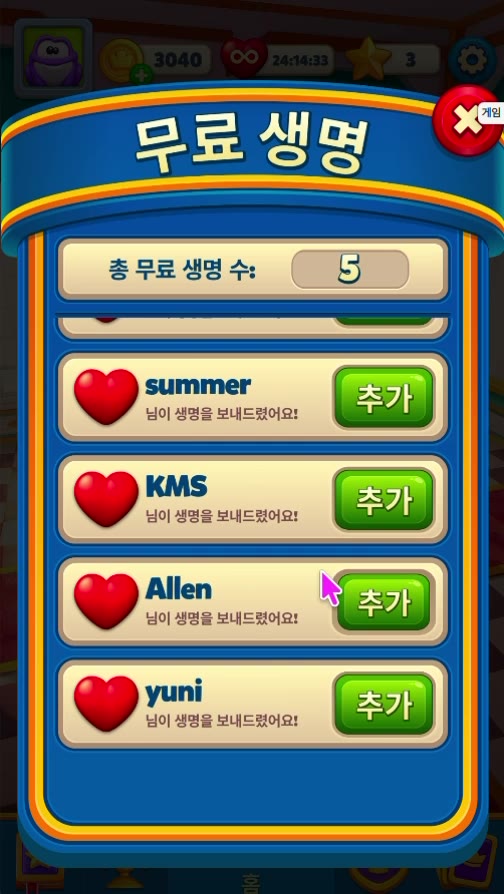 3040
24:14:33
3
게임
무료 생명
총 무료 생명 수: 5
summer
님이 생명을 보내드렸어요!
추가
KMS
님이 생명을 보내드렸어요!
추가
Allen
님이 생명을 보내드렸어요!
추가
yuni
님이 생명을 보내드렸어요!
추가
홈